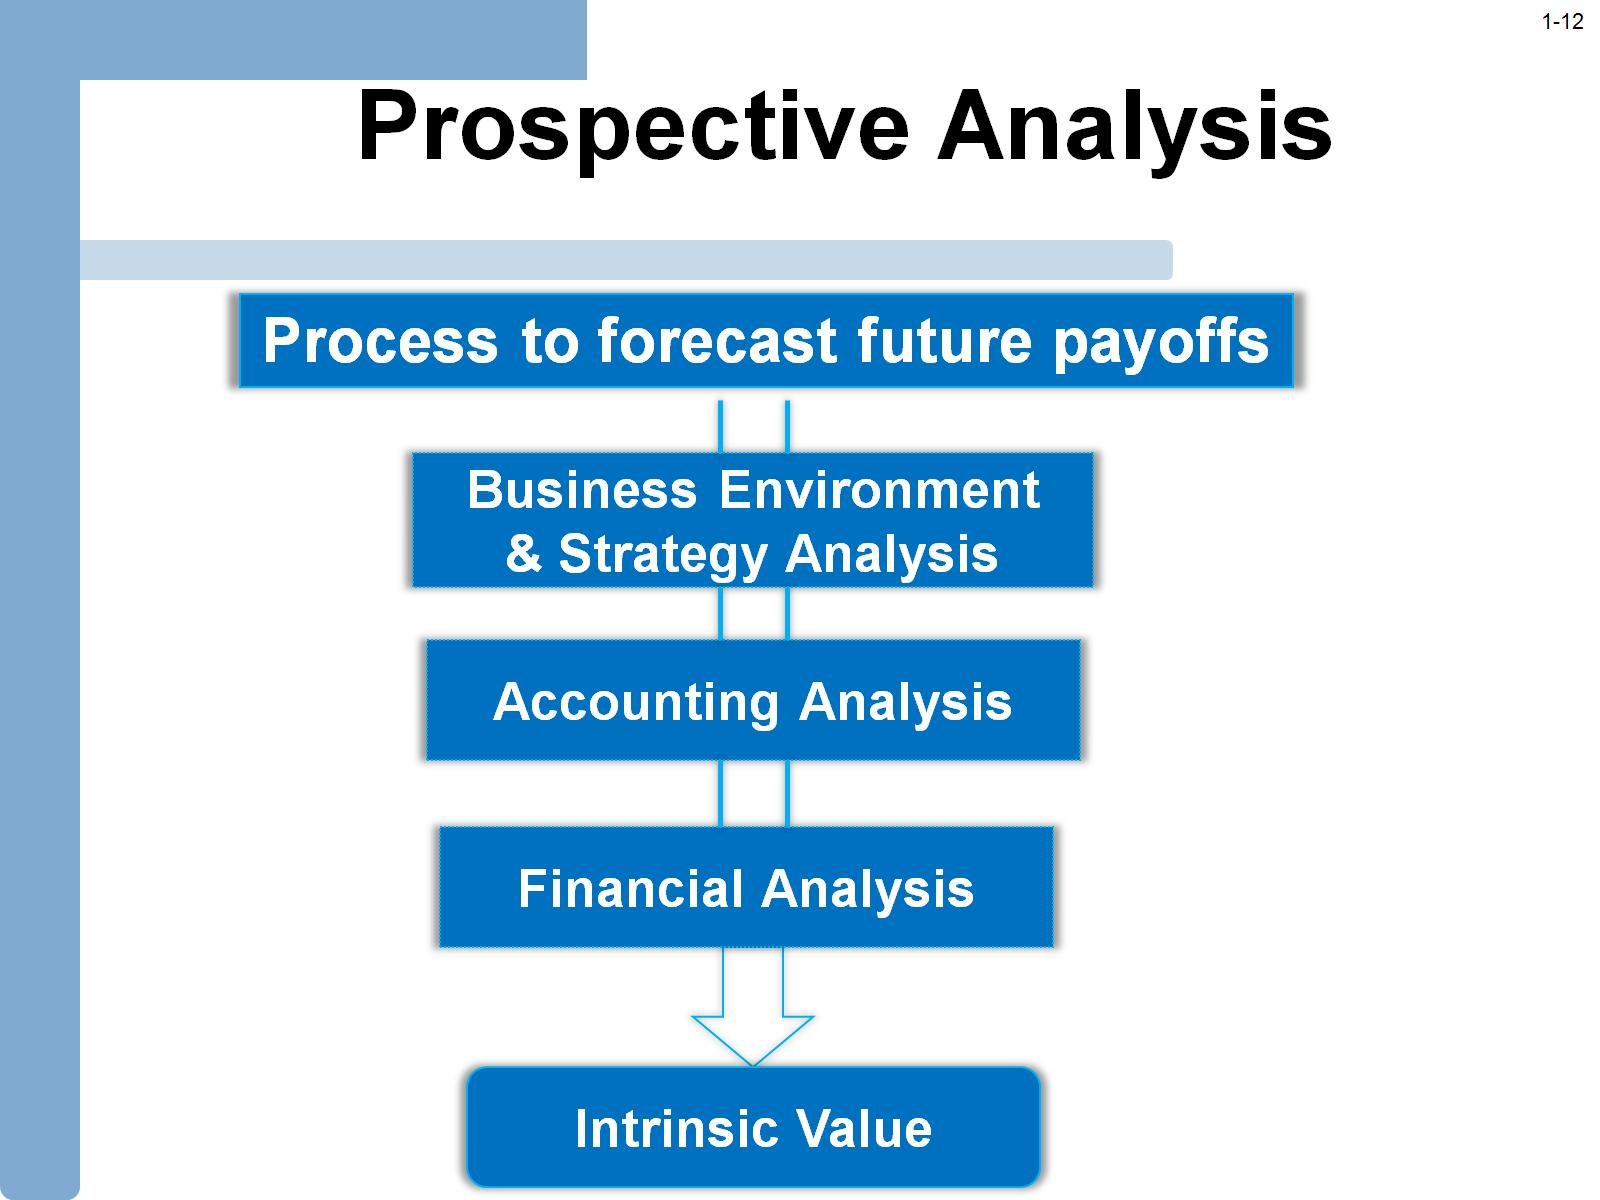 1-12
Prospective Analysis
Process to forecast future payoffs
Business Environment
& Strategy Analysis
Accounting Analysis
Financial Analysis
Intrinsic Value